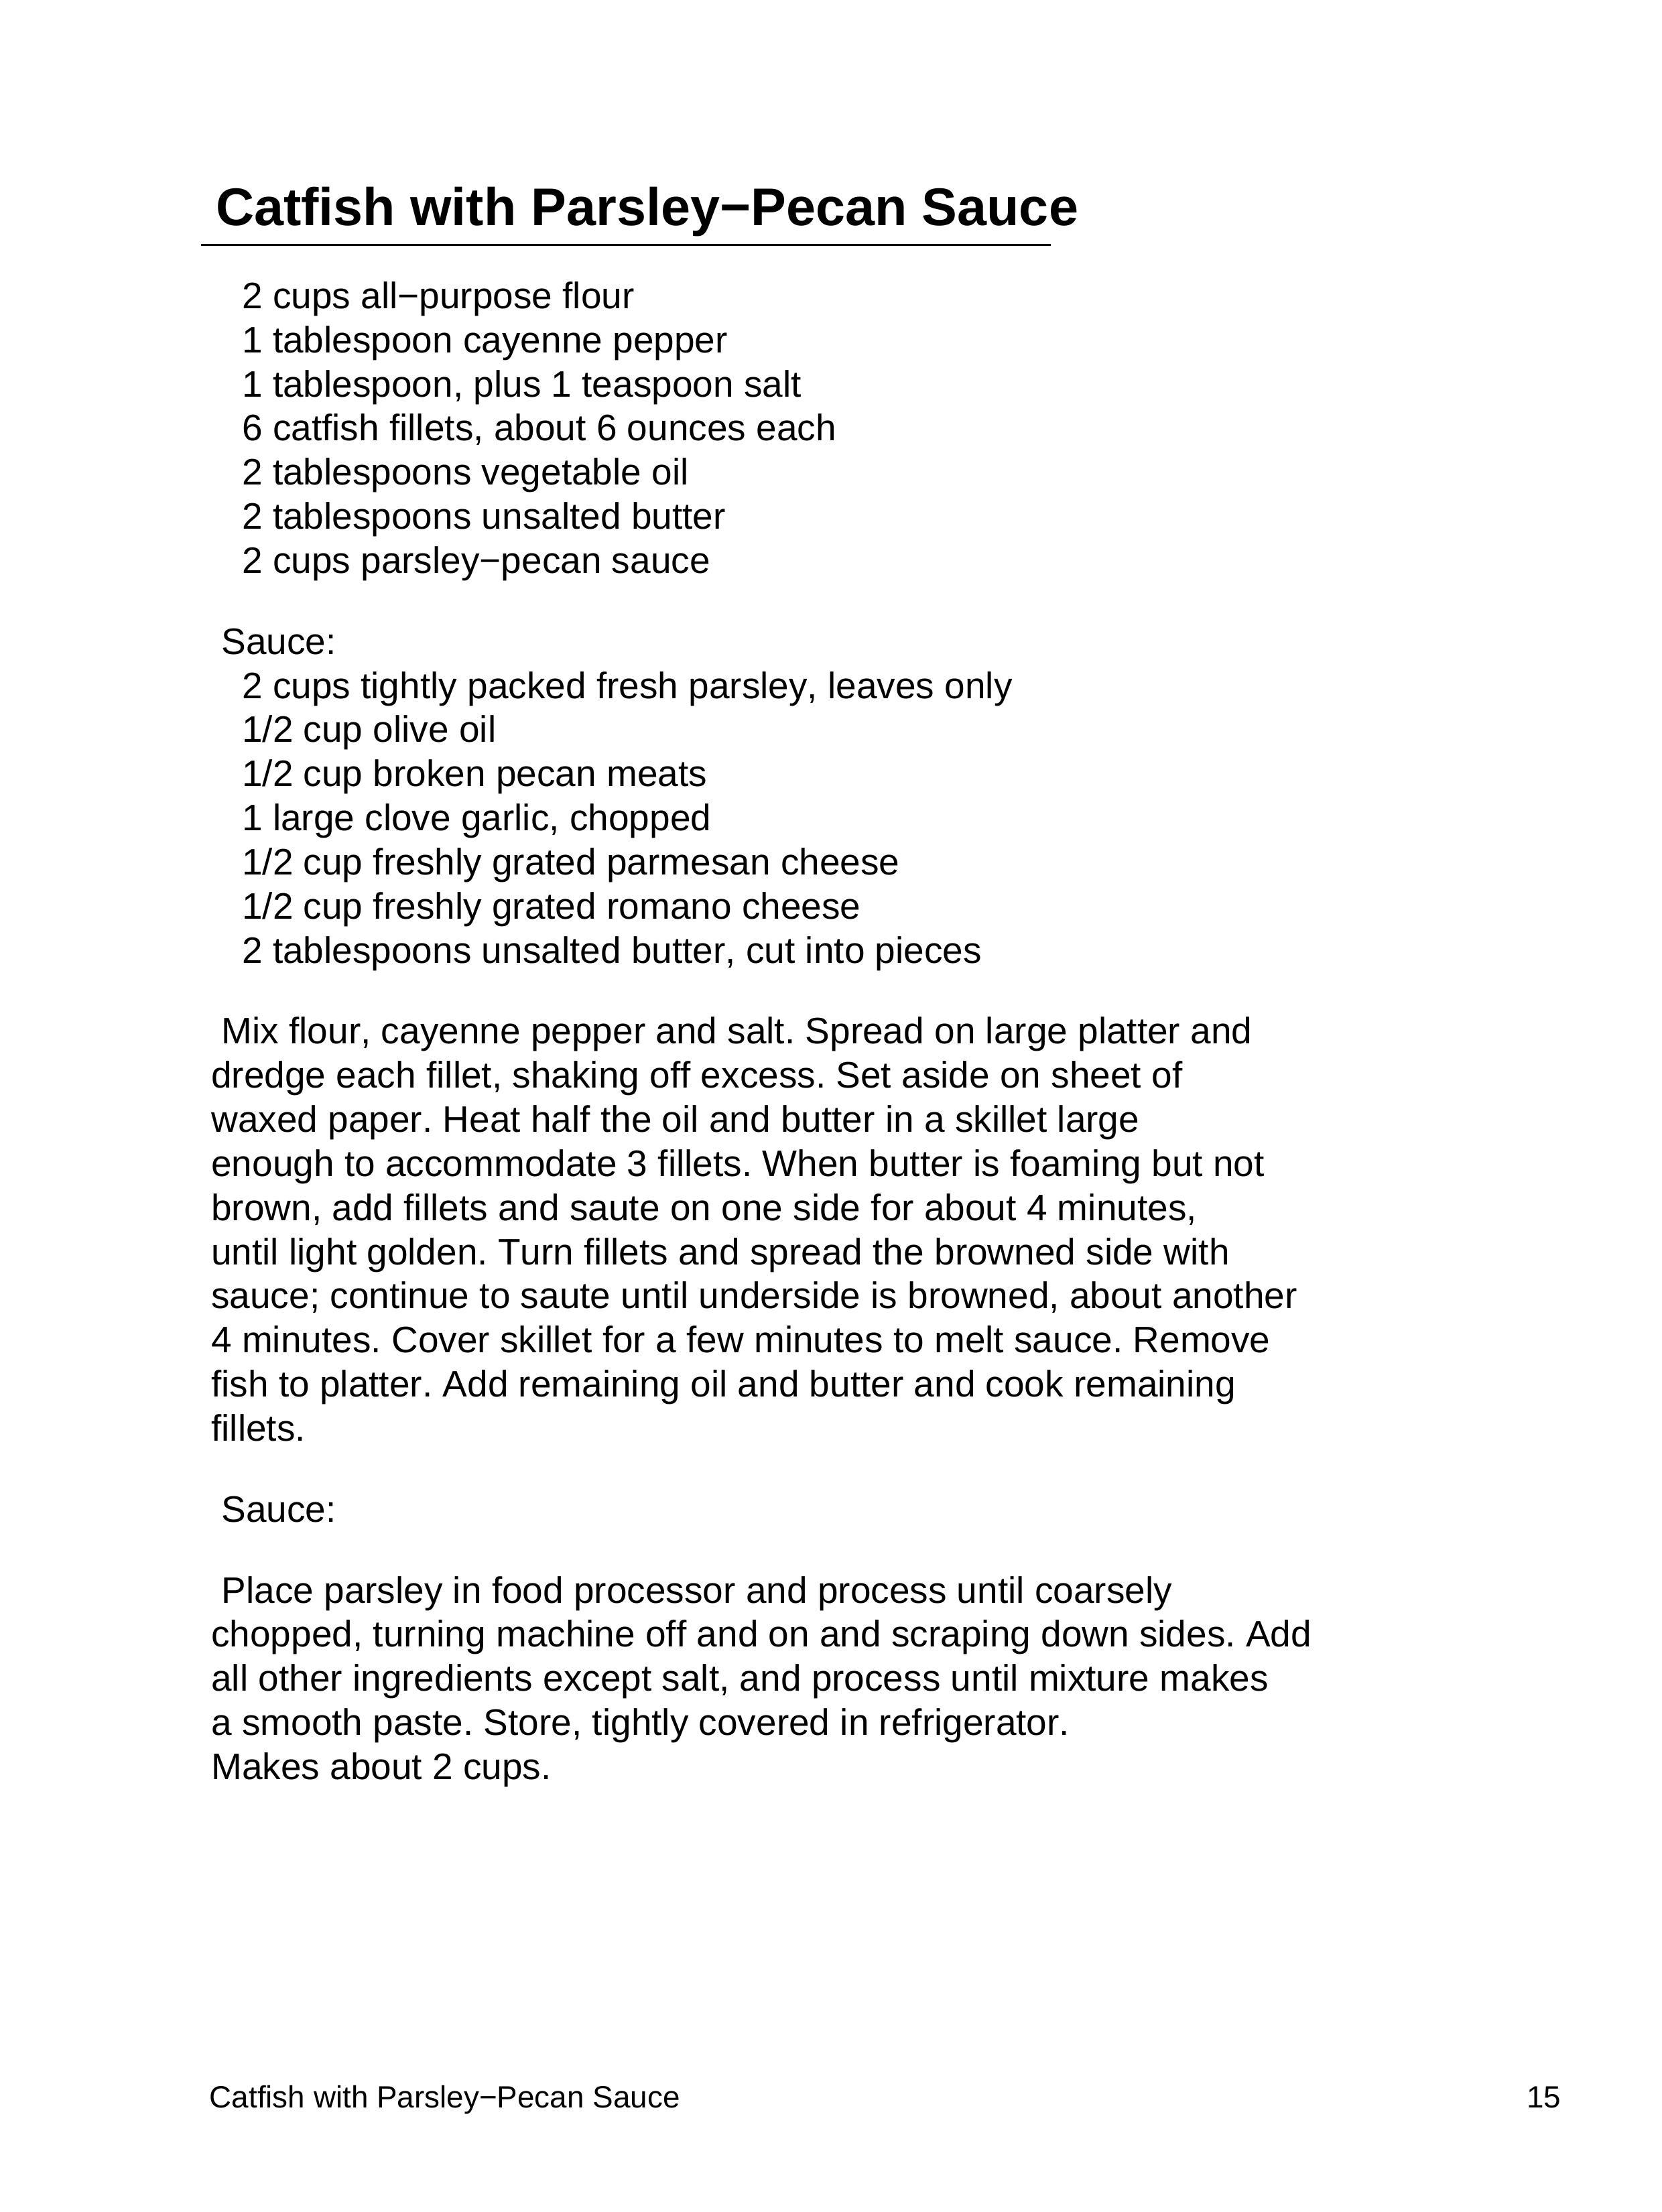 Catfish with Parsley−Pecan Sauce
2 cups all−purpose flour
1 tablespoon cayenne pepper
1 tablespoon, plus 1 teaspoon salt
6 catfish fillets, about 6 ounces each
2 tablespoons vegetable oil
2 tablespoons unsalted butter
2 cups parsley−pecan sauce
Sauce:
2 cups tightly packed fresh parsley, leaves only
1/2 cup olive oil
1/2 cup broken pecan meats
1 large clove garlic, chopped
1/2 cup freshly grated parmesan cheese
1/2 cup freshly grated romano cheese
2 tablespoons unsalted butter, cut into pieces
Mix flour, cayenne pepper and salt. Spread on large platter and
dredge each fillet, shaking off excess. Set aside on sheet of
waxed paper. Heat half the oil and butter in a skillet large
enough to accommodate 3 fillets. When butter is foaming but not
brown, add fillets and saute on one side for about 4 minutes,
until light golden. Turn fillets and spread the browned side with
sauce; continue to saute until underside is browned, about another
4 minutes. Cover skillet for a few minutes to melt sauce. Remove
fish to platter. Add remaining oil and butter and cook remaining
fillets.
Sauce:
Place parsley in food processor and process until coarsely
chopped, turning machine off and on and scraping down sides. Add
all other ingredients except salt, and process until mixture makes
a smooth paste. Store, tightly covered in refrigerator.
Makes about 2 cups.
Catfish with Parsley−Pecan Sauce 15